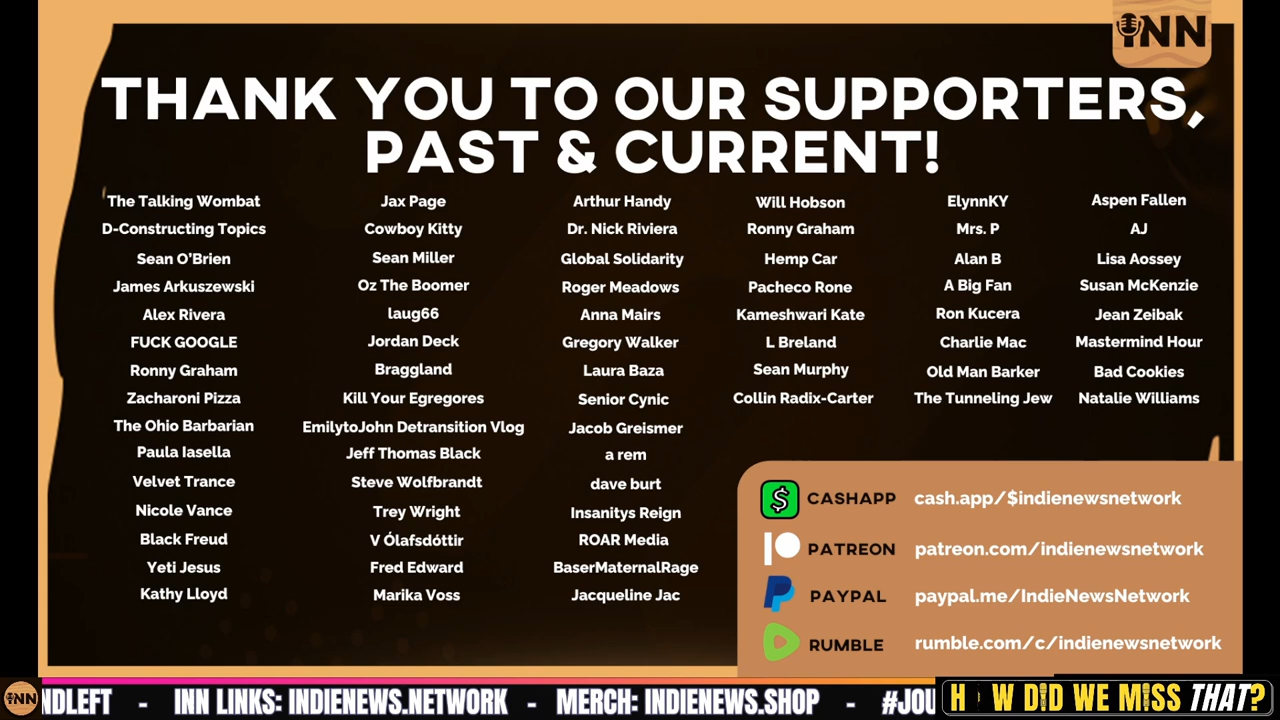 INN
THANK YOU TO OUR SUPPORTERS,
PAST & CURRENT!
The Talking Wombat
D-Constructing Topics
Sean O'Brien
James Arkuszewski
Alex Rivera
FUCK GOOGLE
Ronny Graham
Zacharoni Pizza
The Ohio Barbarian
Paula Iasella
Velvet Trance
Nicole Vance
Black Freud
Yeti Jesus
Kathy Lloyd
Jax Page
Cowboy Kitty
Sean Miller
Oz The Boomer
laug66
Jordan Deck
Braggland
Kill Your Egregores
EmilytoJohn Detransition Vlog
Jeff Thomas Black
Steve Wolfbrandt
Trey Wright
V Ólafsdóttir
Fred Edward
Marika Voss
Arthur Handy
Dr. Nick Riviera
Global Solidarity
Roger Meadows
Anna Mairs
Gregory Walker
Laura Baza
Senior Cynic
Jacob Greismer
a rem
dave burt
Insanitys Reign
ROAR Media
BaserMaternalRage
Jacqueline Jac
Will Hobson
Ronny Graham
Hemp Car
Pacheco Rone
Kameshwari Kate
L Breland
Sean Murphy
Collin Radix-Carter
ElynnKY
Mrs. P
Alan B
A Big Fan
Ron Kucera
Charlie Mac
Old Man Barker
The Tunneling Jew
Aspen Fallen
AJ
Lisa Aossey
Susan McKenzie
Jean Zeibak
Mastermind Hour
Bad Cookies
Natalie Williams
CASHAPP cash.app/$indienewsnetwork
PATREON patreon.com/indienewsnetwork
PAYPAL paypal.me/IndieNewsNetwork
RUMBLE rumble.com/c/indienewsnetwork
INN NDLEFT - INN LINKS: INDIENEWS.NETWORK - MERCH: INDIENEWS.SHOP - #JOU
HOW DID WE MISS THAT?